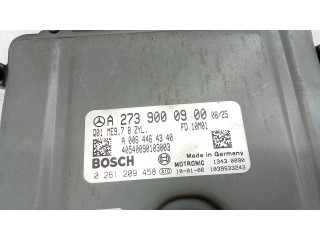 A 273 900 09 00 08/25
Q01 ME9.7 8 ZYL. FD 10M01
A 006 446 43 40
40540090103003
BOSCH Made in Germany
MOTRONIC 1343 0090
0 261 209 458 10-01-08 1039S33243